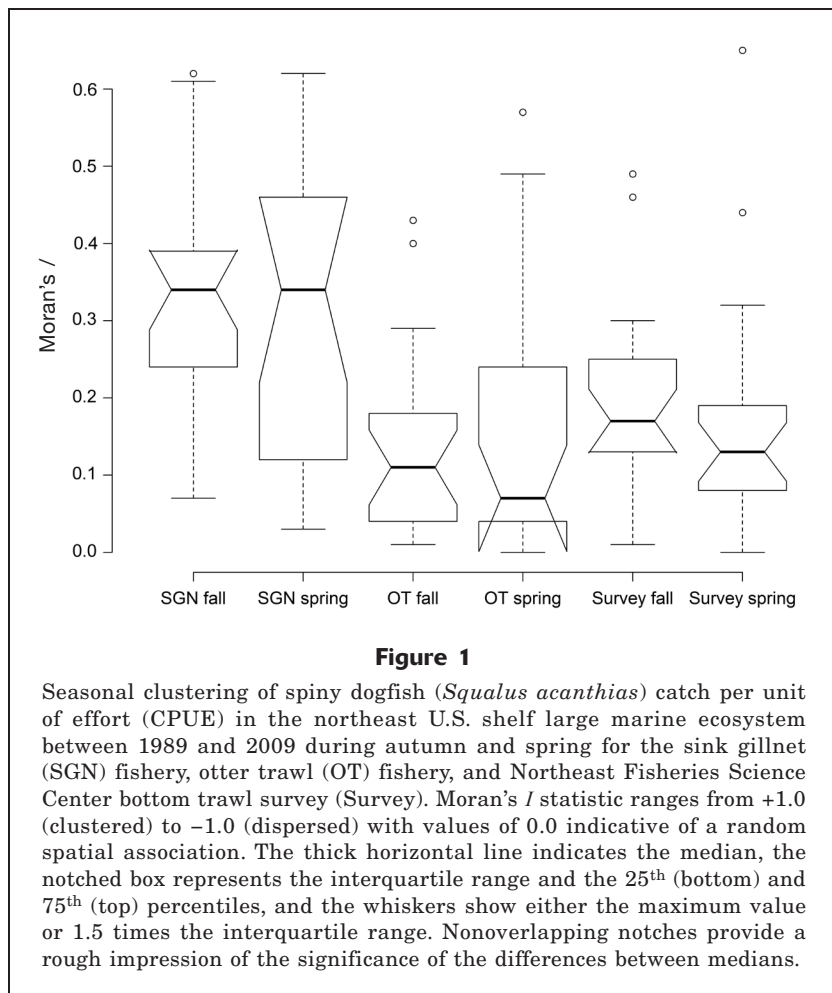 0.6
0.5
0.4
0.3
0.2
0.1
0.0
Moran's I
SGN fall SGN spring OT fall OT spring Survey fall Survey spring
Figure 1
Seasonal clustering of spiny dogfish (Squalus acanthias) catch per unit
of effort (CPUE) in the northeast U.S. shelf large marine ecosystem
between 1989 and 2009 during autumn and spring for the sink gillnet
(SGN) fishery, otter trawl (OT) fishery, and Northeast Fisheries Science
Center bottom trawl survey (Survey). Moran's I statistic ranges from +1.0
(clustered) to −1.0 (dispersed) with values of 0.0 indicative of a random
spatial association. The thick horizontal line indicates the median, the
notched box represents the interquartile range and the 25th (bottom) and
75th (top) percentiles, and the whiskers show either the maximum value
or 1.5 times the interquartile range. Nonoverlapping notches provide a
rough impression of the significance of the differences between medians.